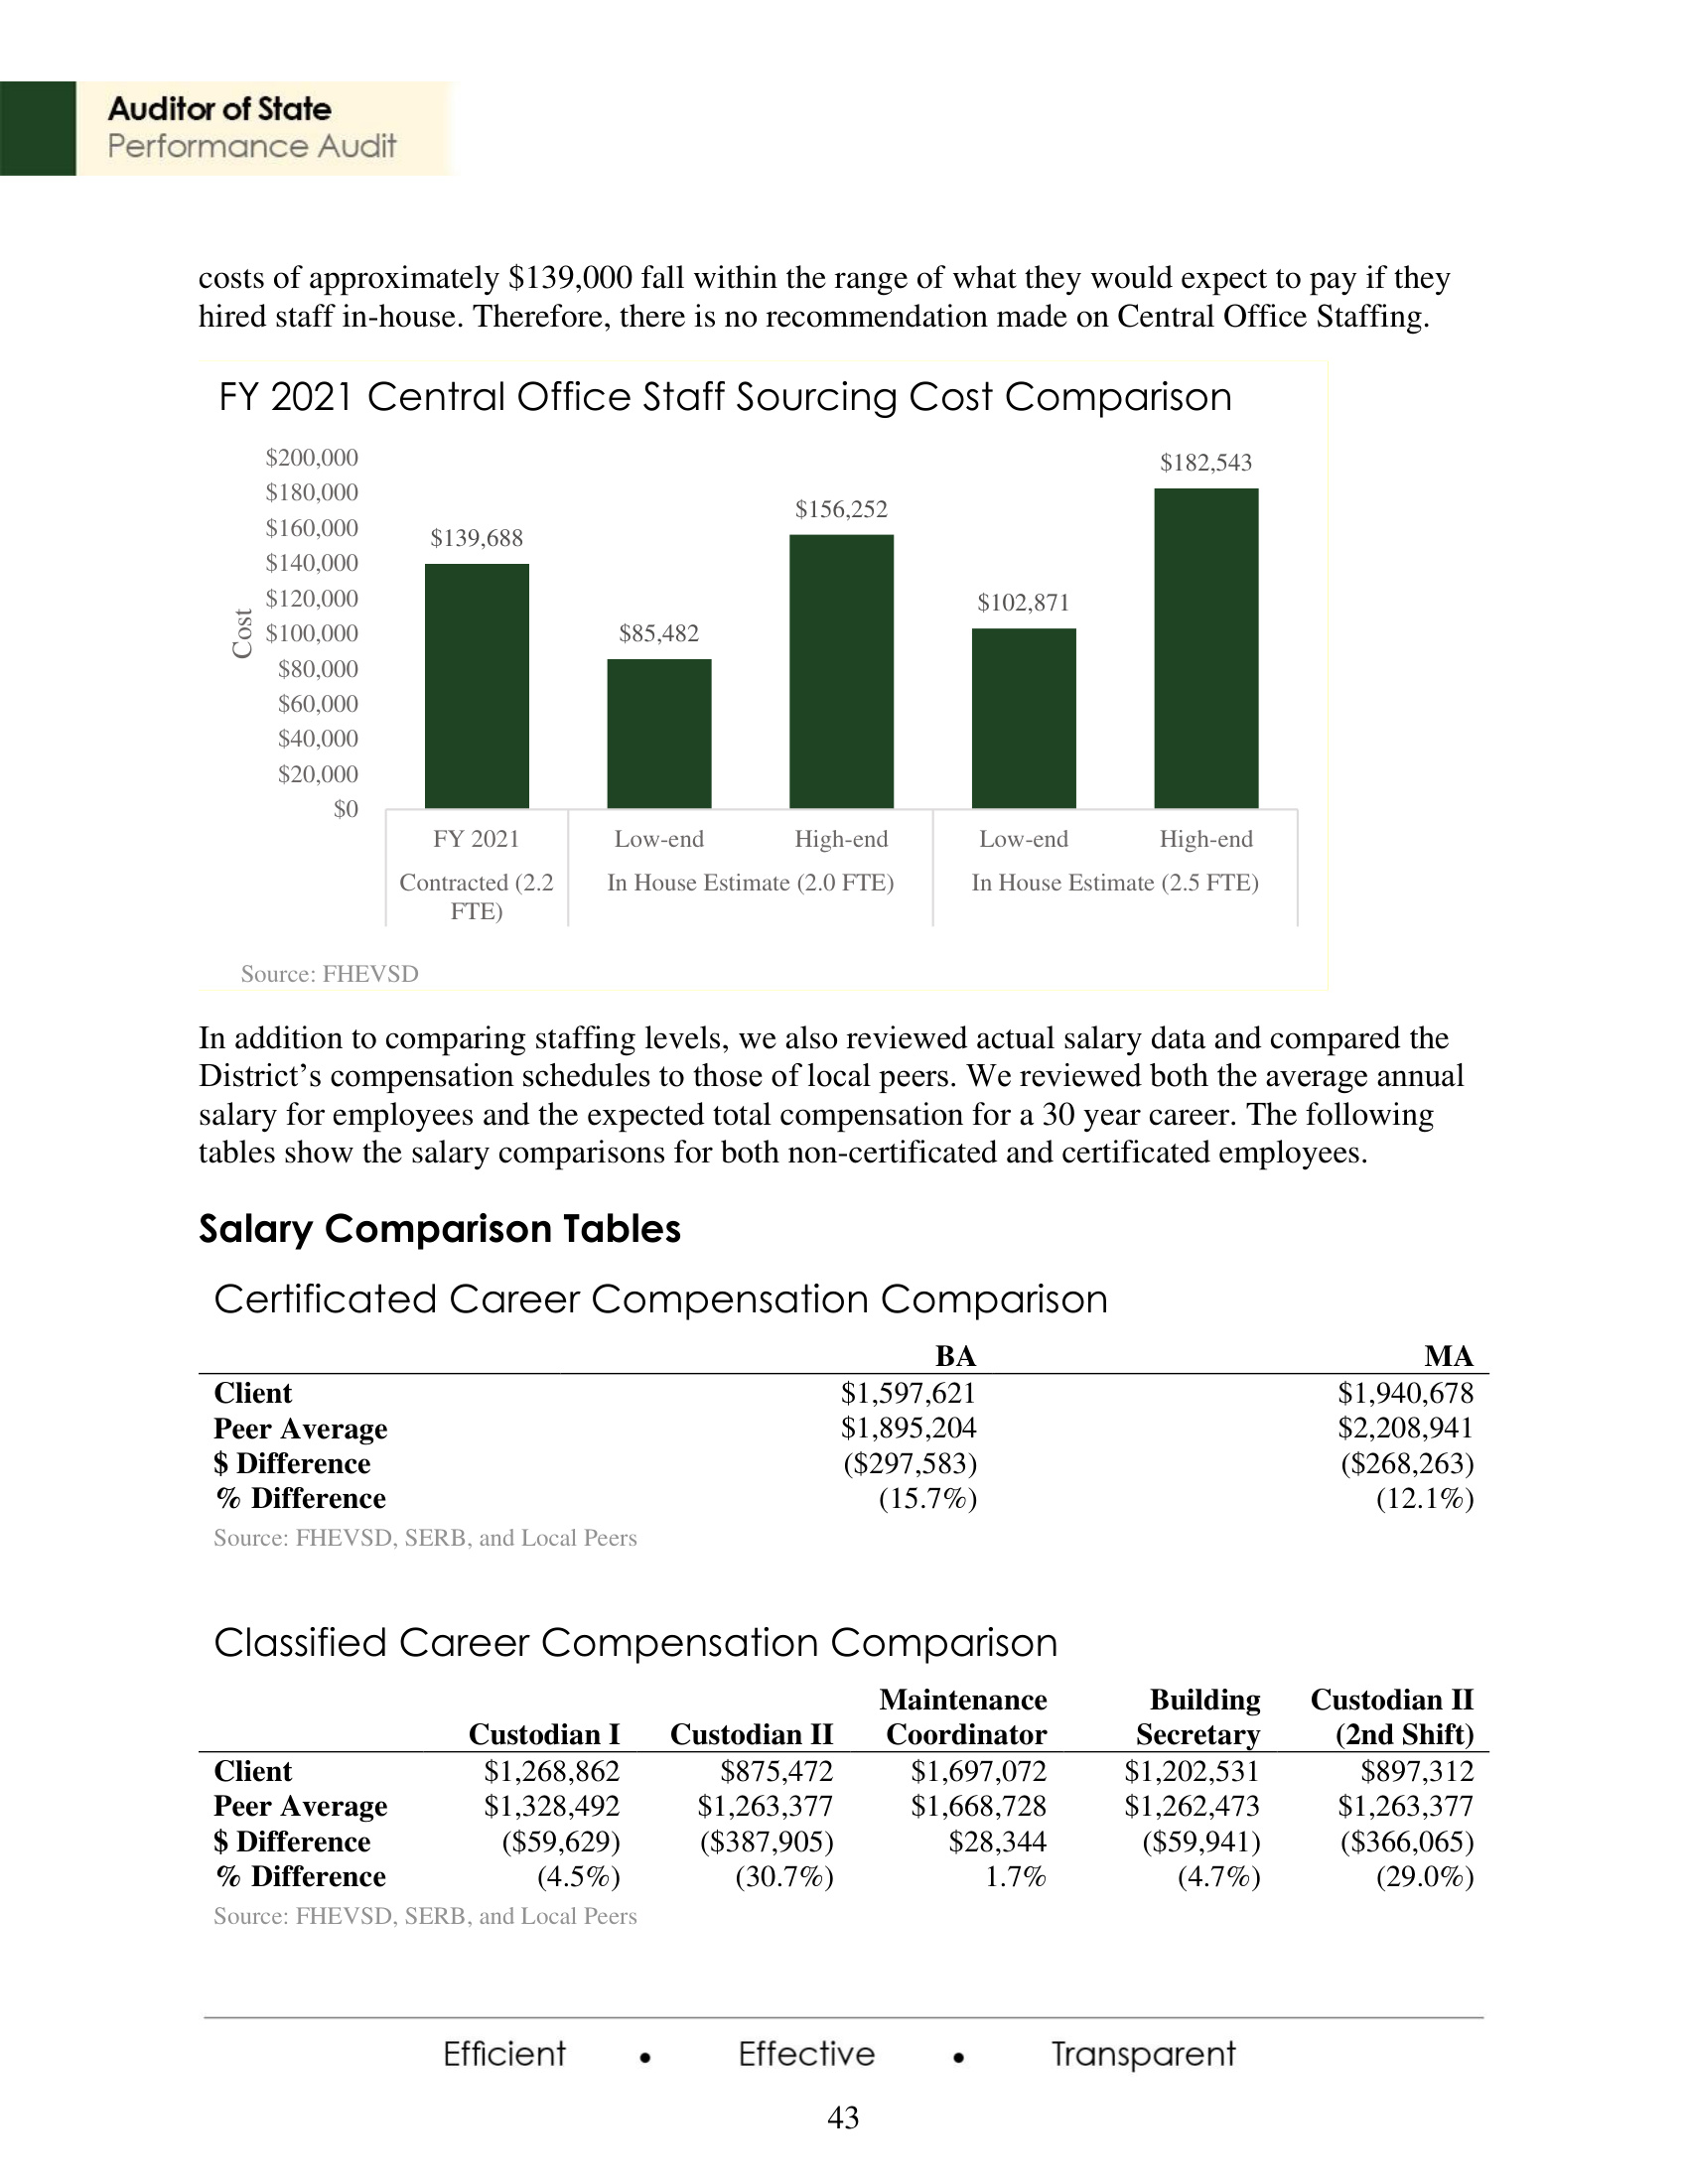 Auditor of State
Performance Audit
costs of approximately $139,000 fall within the range of what they would expect to pay if they
hired staff in-house. Therefore, there is no recommendation made on Central Office Staffing.
FY 2021 Central Office Staff Sourcing Cost Comparison
Cost
$200,000
$180,000
$160,000
$140,000
$120,000
$100,000
$80,000
$60,000
$40,000
$20,000
$0
$139,688
$85,482
$156,252
$102,871
$182,543
FY 2021 Low-end High-end Low-end High-end
Contracted (2.2 In House Estimate (2.0 FTE) In House Estimate (2.5 FTE)
FTE)
Source: FHEVSD
In addition to comparing staffing levels, we also reviewed actual salary data and compared the
District’s compensation schedules to those of local peers. We reviewed both the average annual
salary for employees and the expected total compensation for a 30 year career. The following
tables show the salary comparisons for both non-certificated and certificated employees.
Salary Comparison Tables
Certificated Career Compensation Comparison
BA MA
Client $1,597,621 $1,940,678
Peer Average $1,895,204 $2,208,941
$ Difference ($297,583) ($268,263)
% Difference (15.7%) (12.1%)
Source: FHEVSD, SERB, and Local Peers
Classified Career Compensation Comparison
Maintenance Building Custodian II
Custodian I Custodian II Coordinator Secretary (2nd Shift)
Client $1,268,862 $875,472 $1,697,072 $1,202,531 $897,312
Peer Average $1,328,492 $1,263,377 $1,668,728 $1,262,473 $1,263,377
$ Difference ($59,629) ($387,905) $28,344 ($59,941) ($366,065)
% Difference (4.5%) (30.7%) 1.7% (4.7%) (29.0%)
Source: FHEVSD, SERB, and Local Peers
Efficient • Effective • Transparent
43